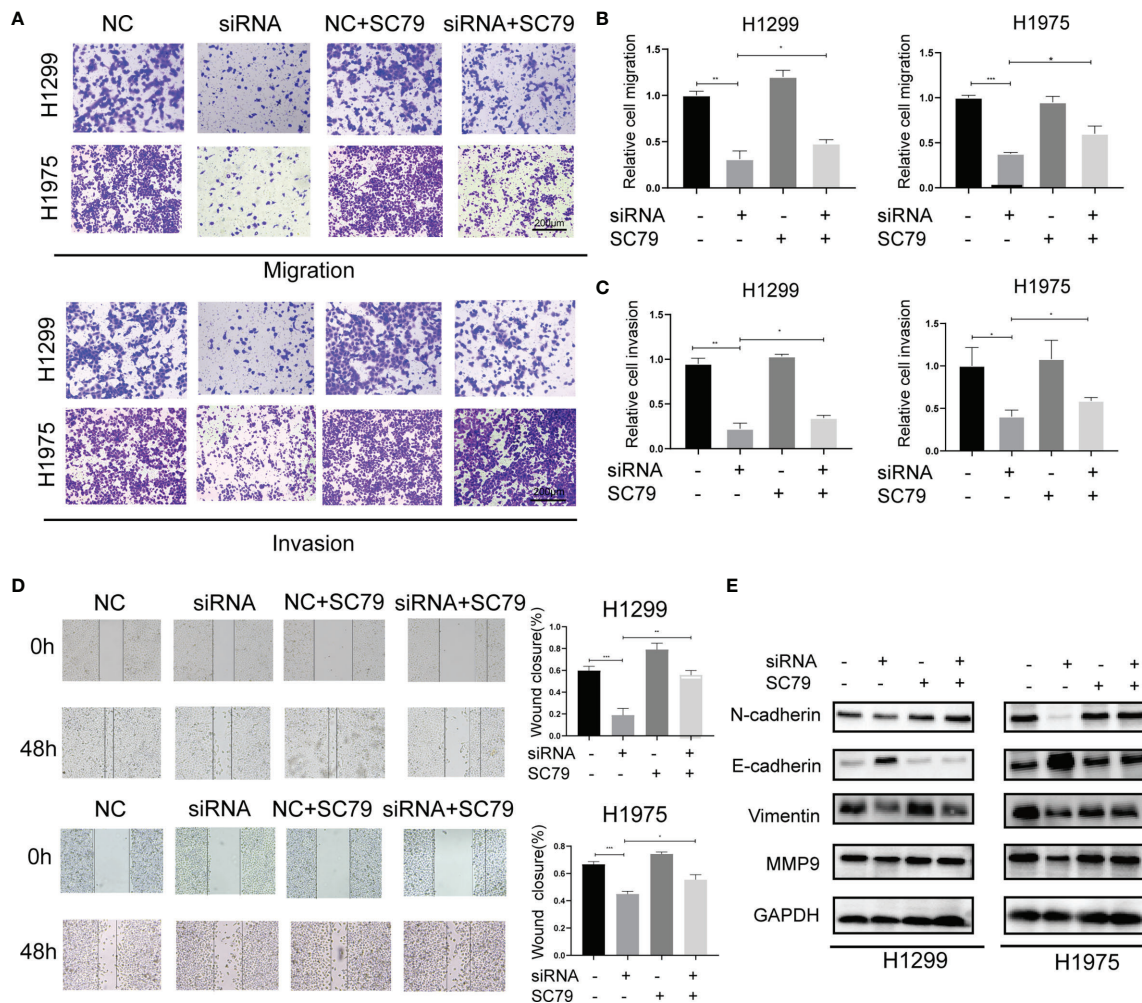 A
NC siRNA NC+SC79 siRNA+SC79
H1299
H1975
200μm
Migration
H1299
H1975
200μm
Invasion
B
H1299
Relative cell migration
1.5
1.0
0.5
0.0
** *
siRNA - + - +
SC79 - - + +
H1975
Relative cell migration
1.5
1.0
0.5
0.0
*** *
siRNA - + - +
SC79 - - + +
C
H1299
Relative cell invasion
1.5
1.0
0.5
0.0
** *
siRNA - + - +
SC79 - - + +
H1975
Relative cell invasion
1.5
1.0
0.5
0.0
* *
siRNA - + - +
SC79 - - + +
D
NC siRNA NC+SC79 siRNA+SC79
0h
48h
H1299
Wound closure(%)
1.0
0.8
0.6
0.4
0.2
0.0
*** **
siRNA - + - +
SC79 - - + +
NC siRNA NC+SC79 siRNA+SC79
0h
48h
H1975
Wound closure(%)
0.8
0.6
0.4
0.2
0.0
*** *
siRNA - + - +
SC79 - - + +
E
siRNA - + - + - + - +
SC79 - - + + - - + +
N-cadherin
E-cadherin
Vimentin
MMP9
GAPDH
H1299 H1975